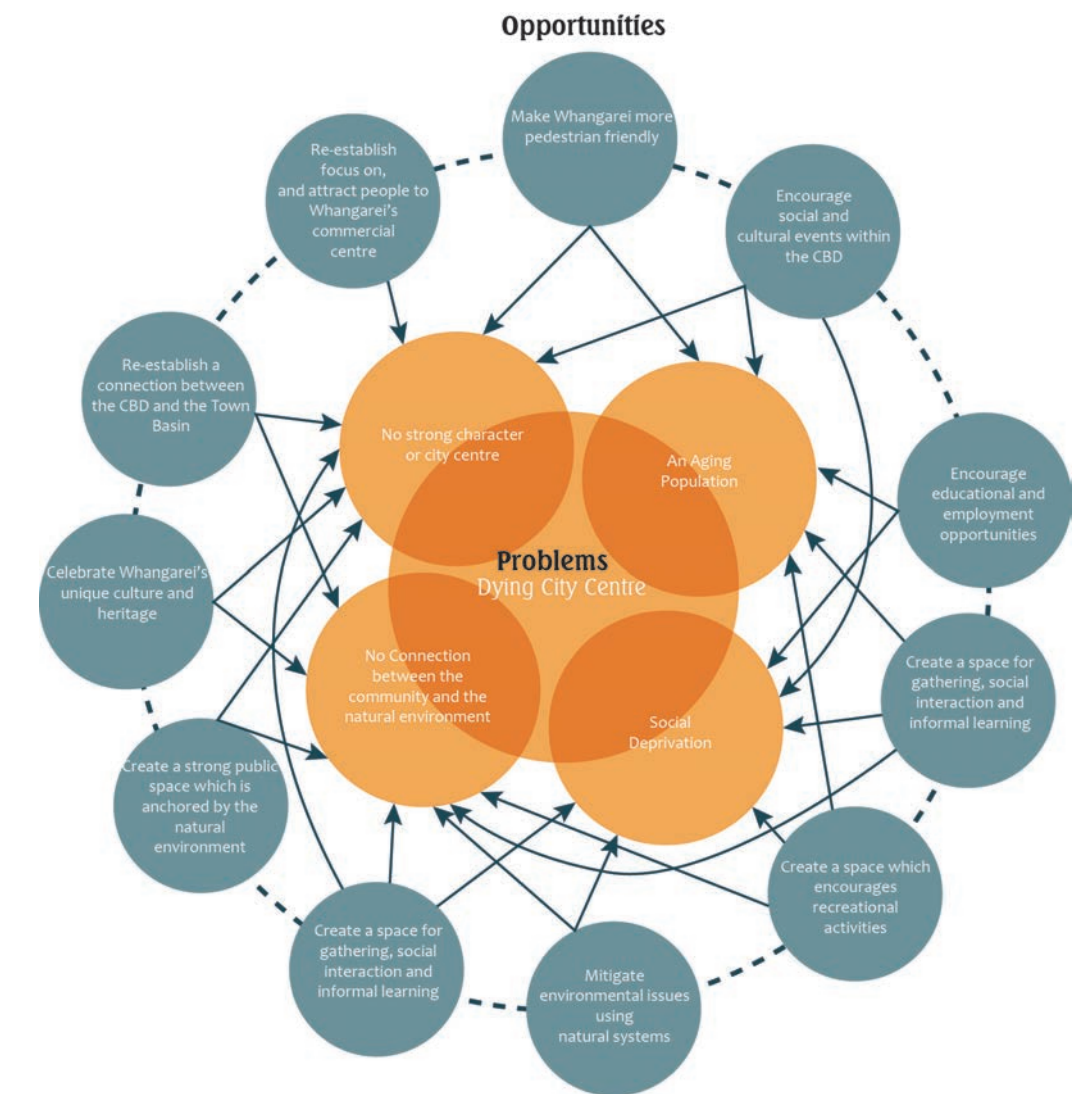 Opportunities
Make Whangarei more
pedestrian friendly
Re-establish
focus on,
and attract people to
Whangarei's
commercial
centre
Encourage
social and
cultural events within
the CBD
Re-establish a
connection between
the CBD and the Town
Basin
No strong character
or city centre
An Aging
Population
Encourage
educational and
employment
opportunities
Problems
Dying City Centre
Celebrate Whangarei's
unique culture and
heritage
No Connection
between the
community and the
natural environment
Social
Deprivation
Create a space for
gathering, social
interaction and
informal learning
Create a strong public
space which is
anchored by the
natural
environment
Create a space which
encourages
recreational
activities
Create a space for
gathering, social
interaction and
informal learning
Mitigate
environmental issues
using
natural systems